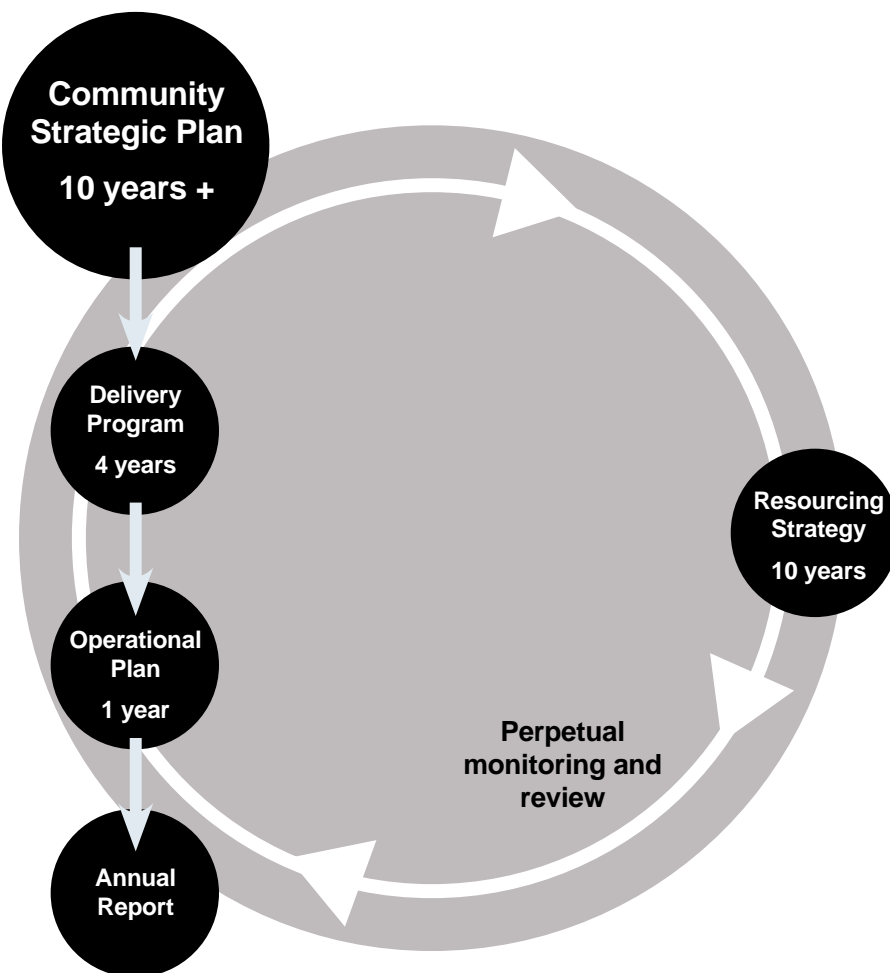 Community
Strategic Plan
10 years +
Delivery
Program
4 years
Resourcing
Strategy
10 years
Operational
Plan
1 year
Perpetual
monitoring and
review
Annual
Report